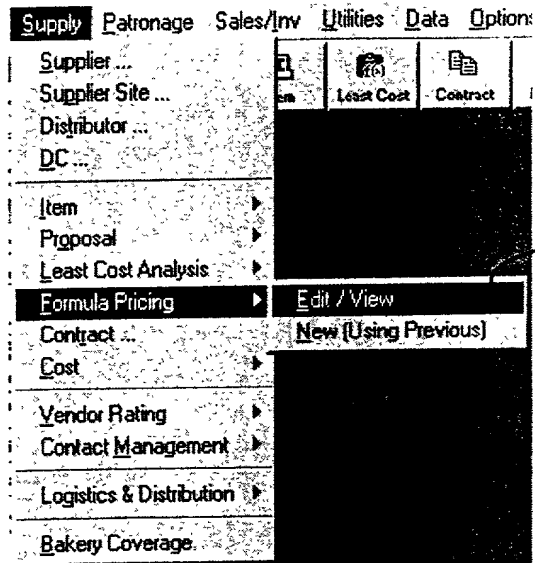 Supply Patronage Sales/Inv Utilities Data Option
Supplier ...
Supplier Site ...
Distributor ...
DC ...
Least Cost Contract
Item
Proposal
Least Cost Analysis
Formula Pricing
Edit / View
New (Using Previous)
Contract ...
Cost
Vendor Rating
Contact Management
Logistics & Distribution
Bakery Coverage